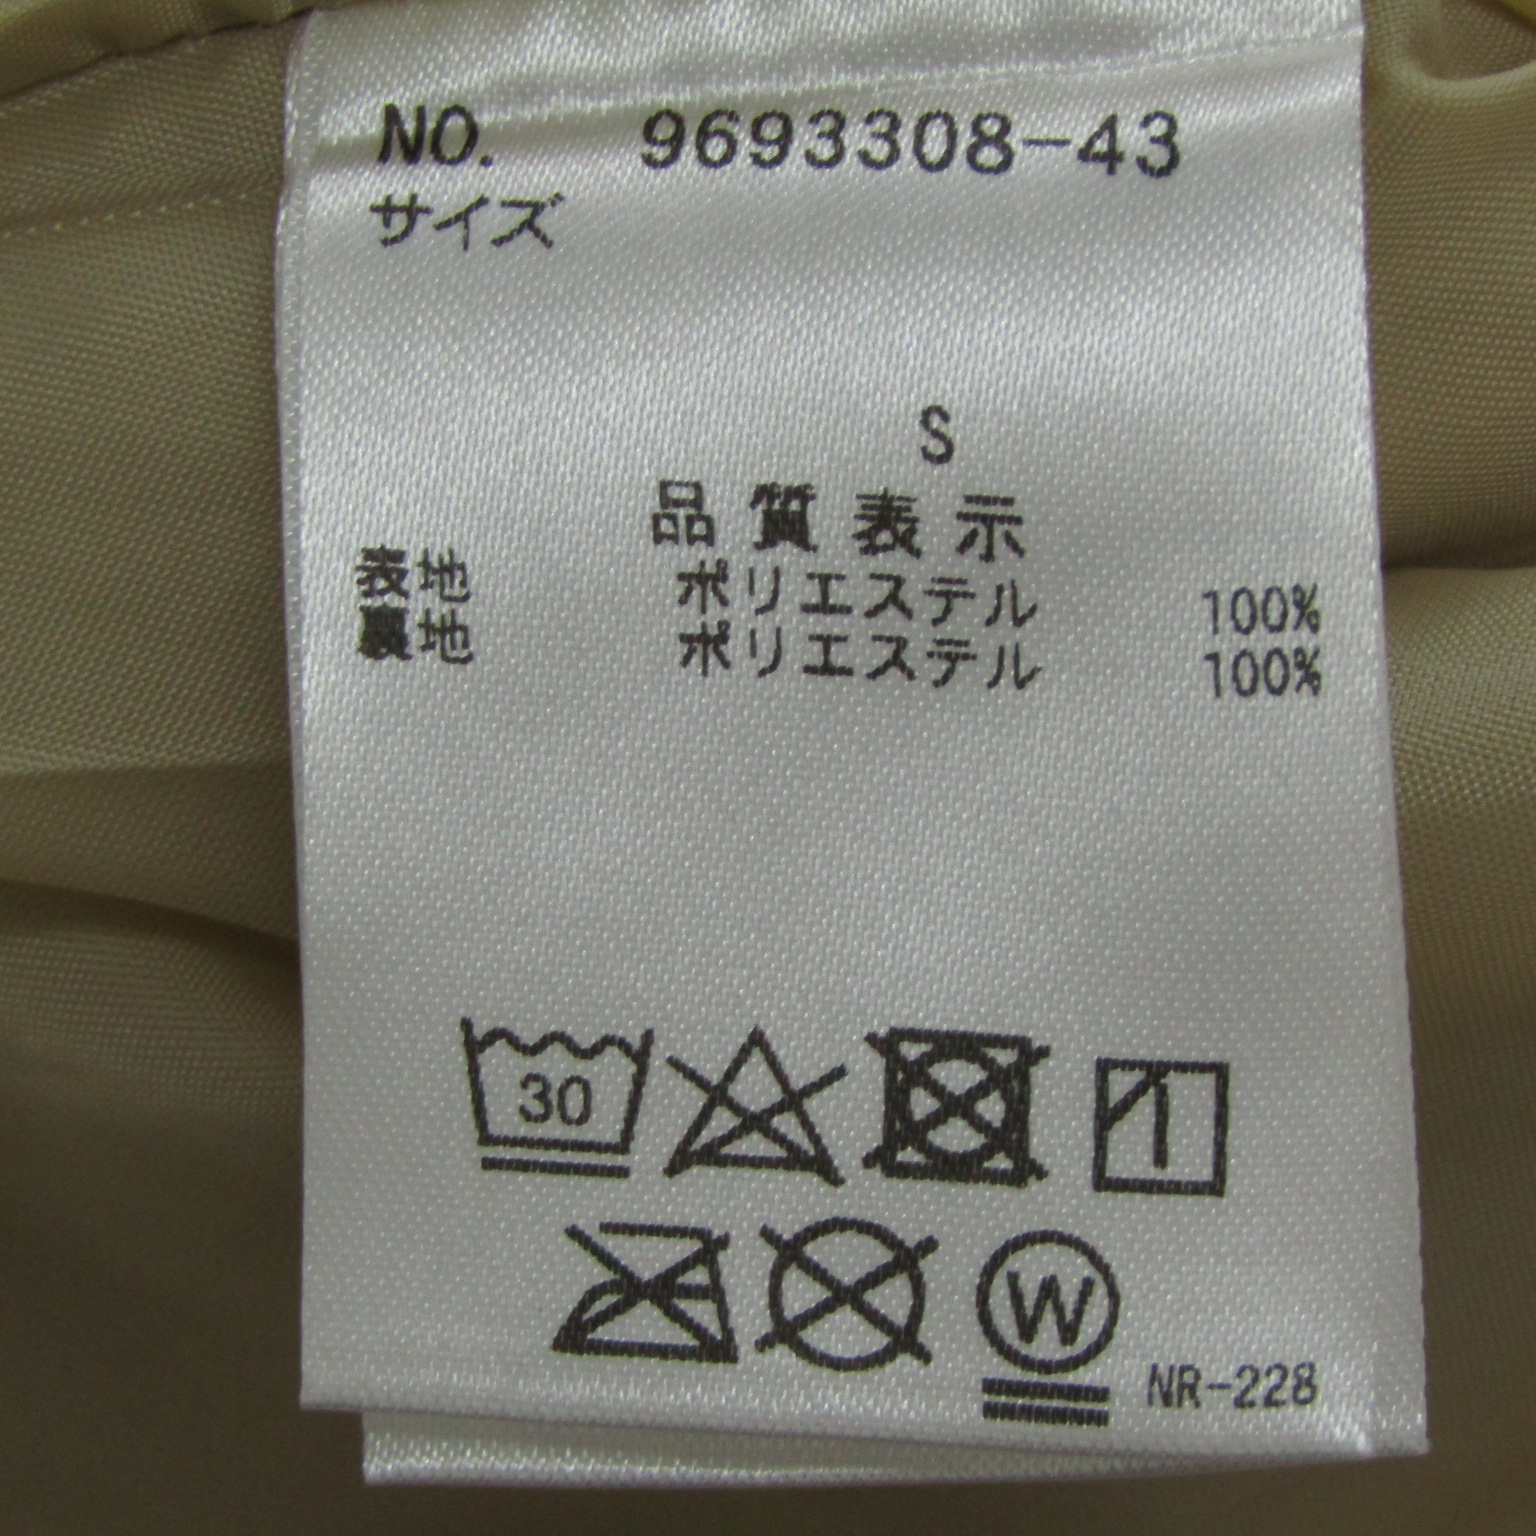 NO. 9693308-43
サイズ
S
品質表示
表地 ポリエステル 100%
裏地 ポリエステル 100%
30
W
NR-228